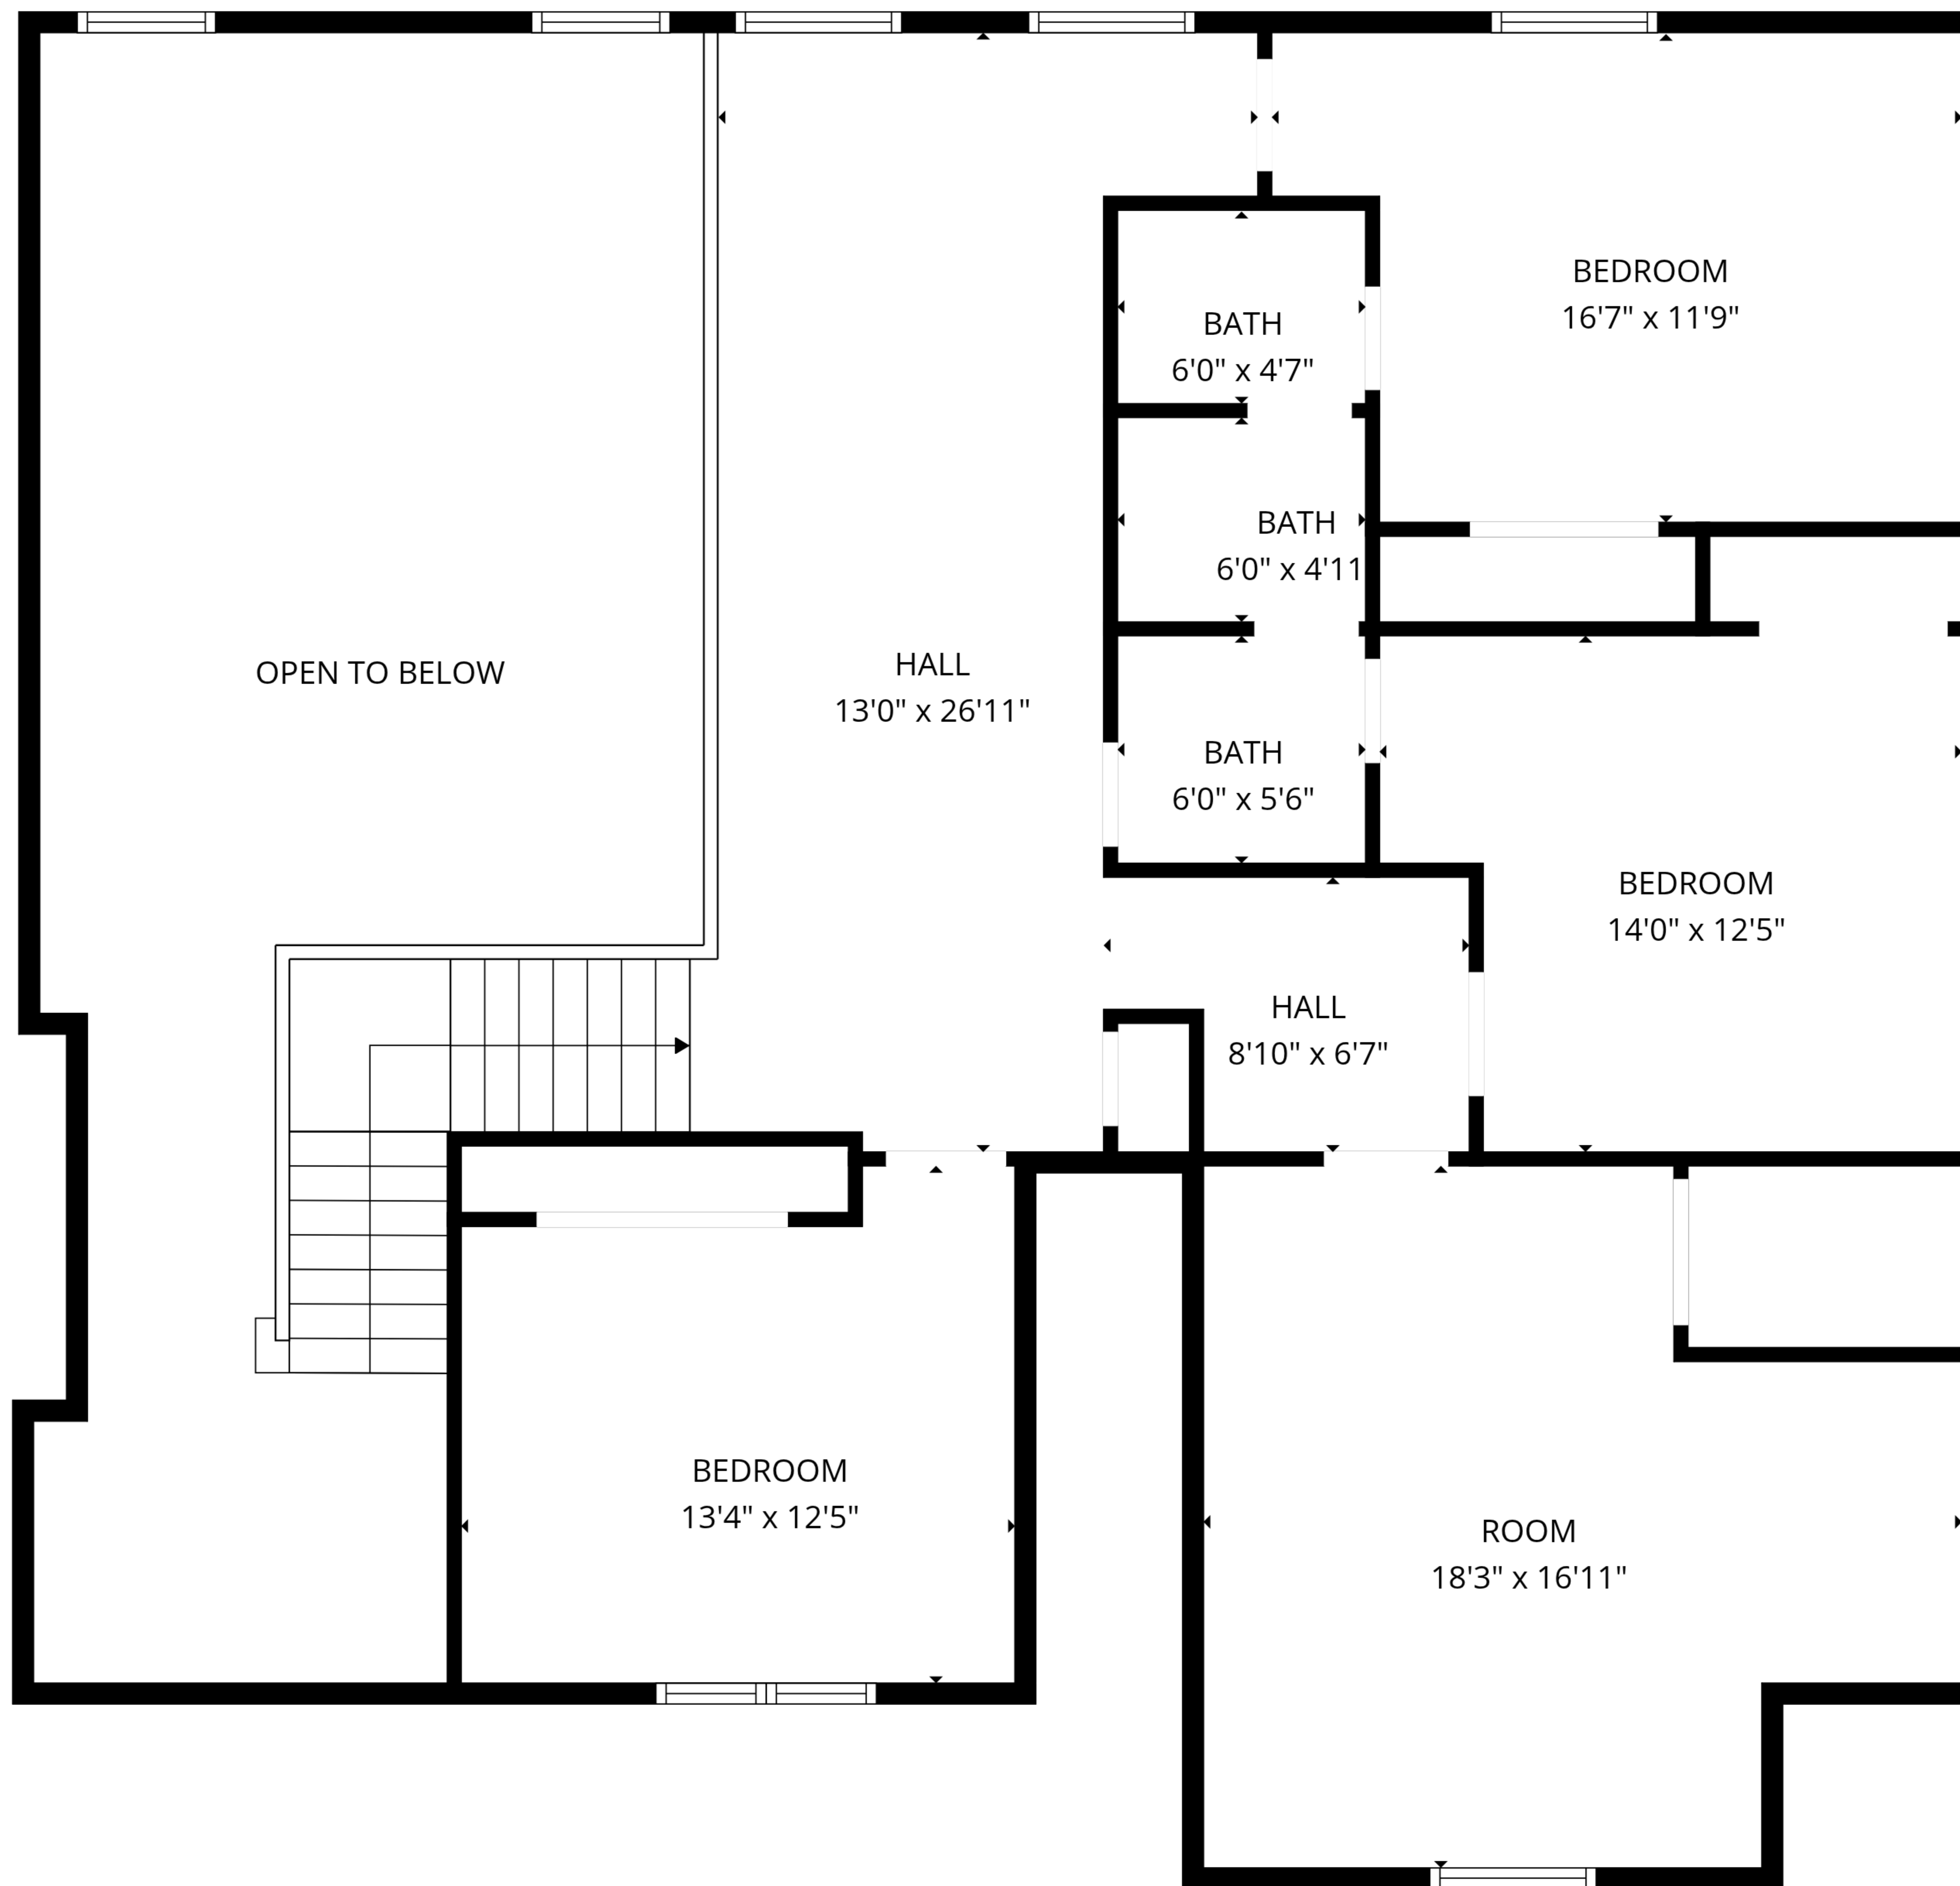 BEDROOM
16'7" x 11'9"
BATH
6'0" x 4'7"
BATH
6'0" x 4'11
OPEN TO BELOW
HALL
13'0" x 26'11"
BATH
6'0" x 5'6"
BEDROOM
14'0" x 12'5"
HALL
8'10" x 6'7"
BEDROOM
13'4" x 12'5"
ROOM
18'3" x 16'11"